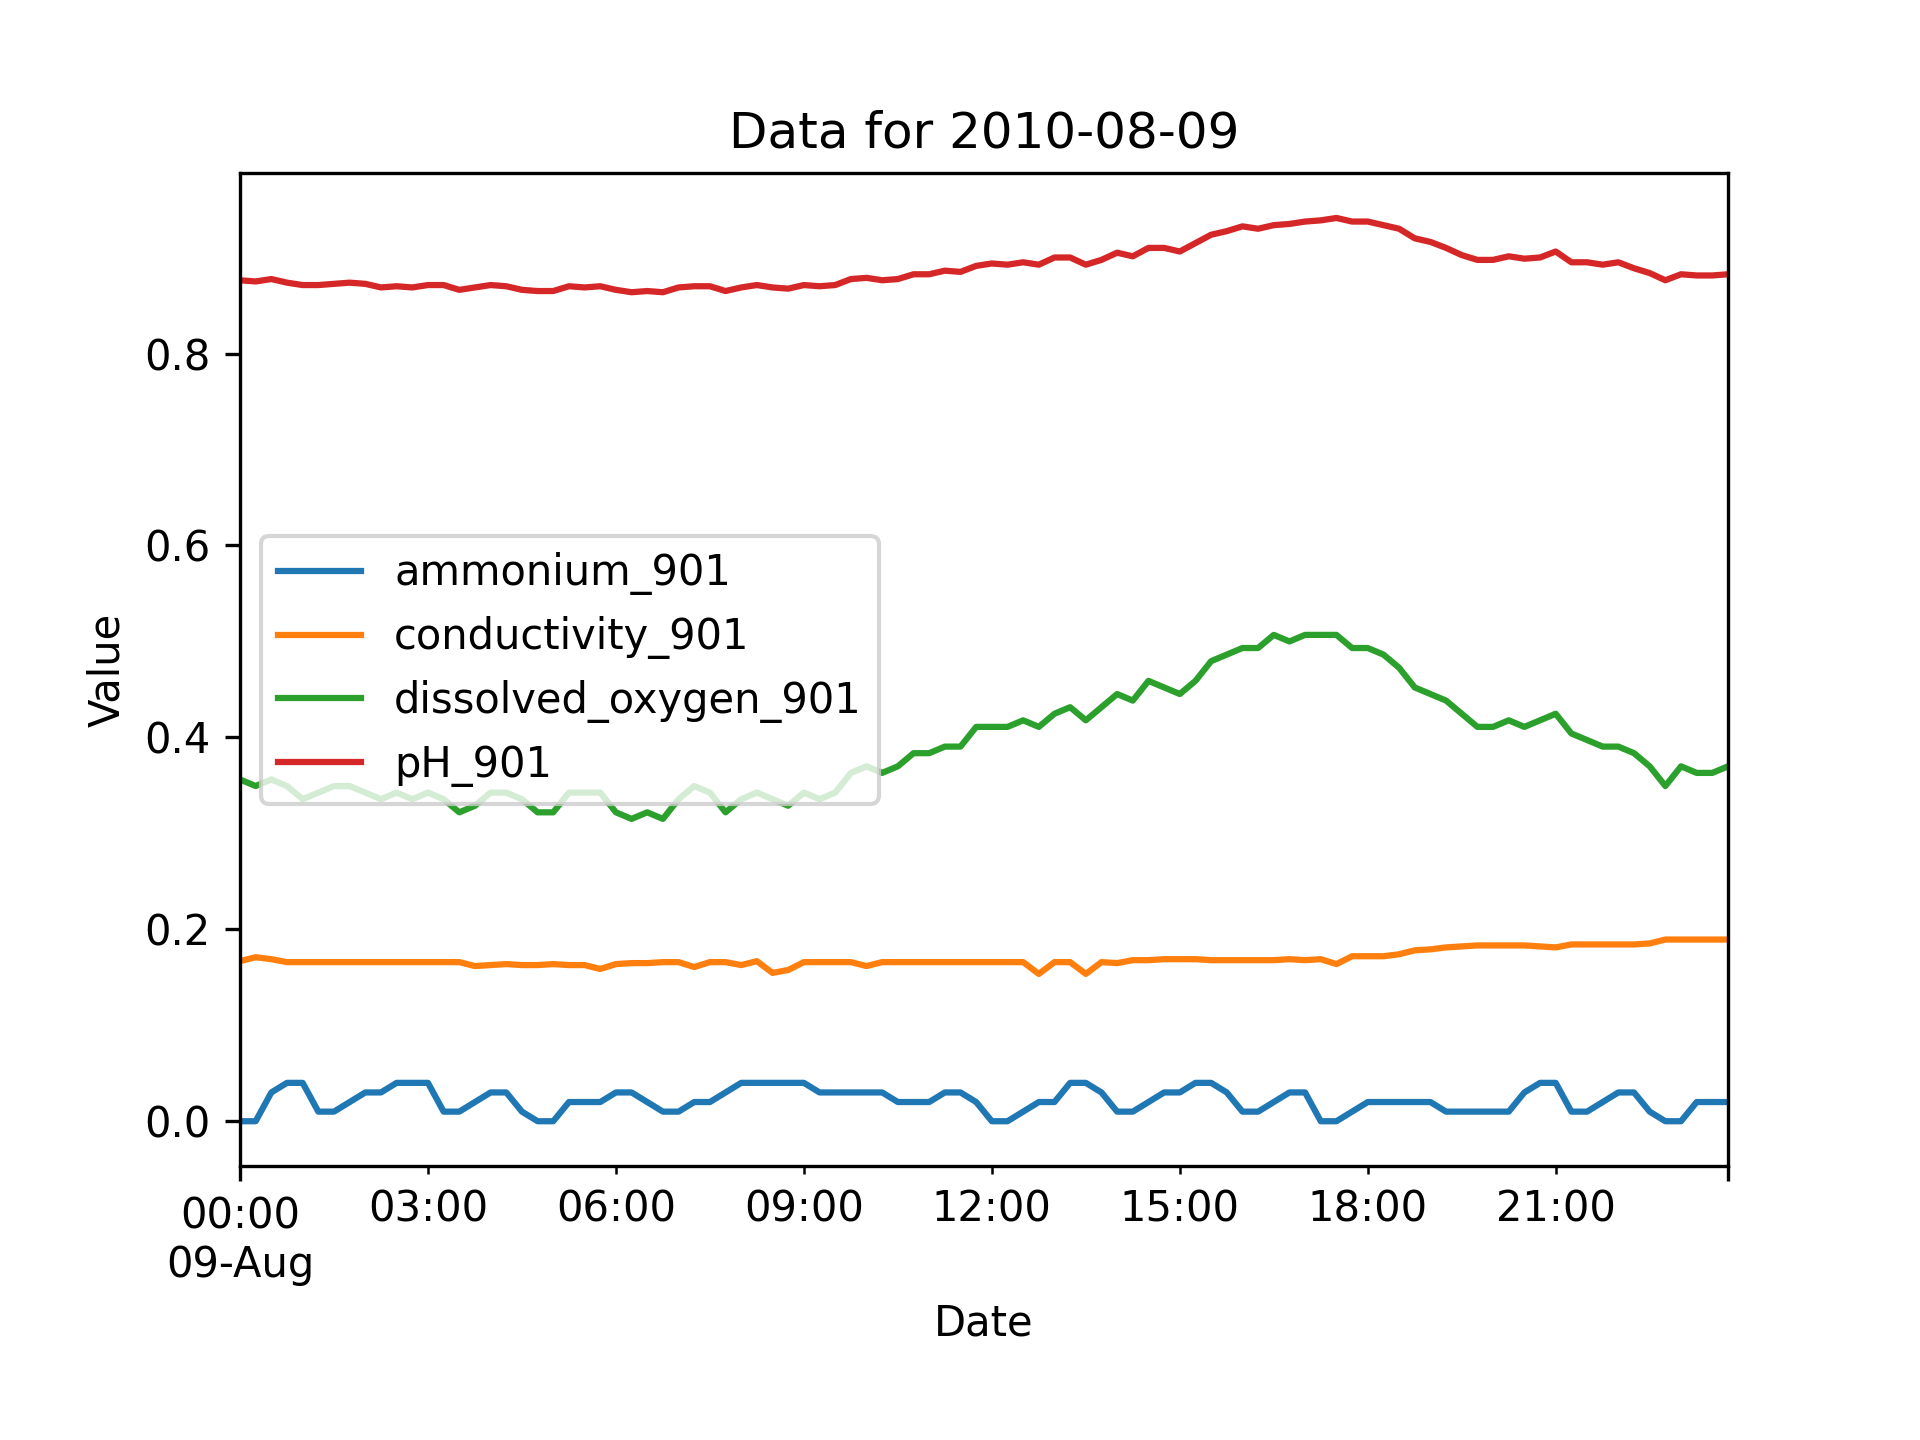 Data for 2010-08-09
Value
0.8
0.6
0.4
0.2
0.0
ammonium_901
conductivity_901
dissolved_oxygen_901
pH_901
00:00 03:00 06:00 09:00 12:00 15:00 18:00 21:00
09-Aug
Date